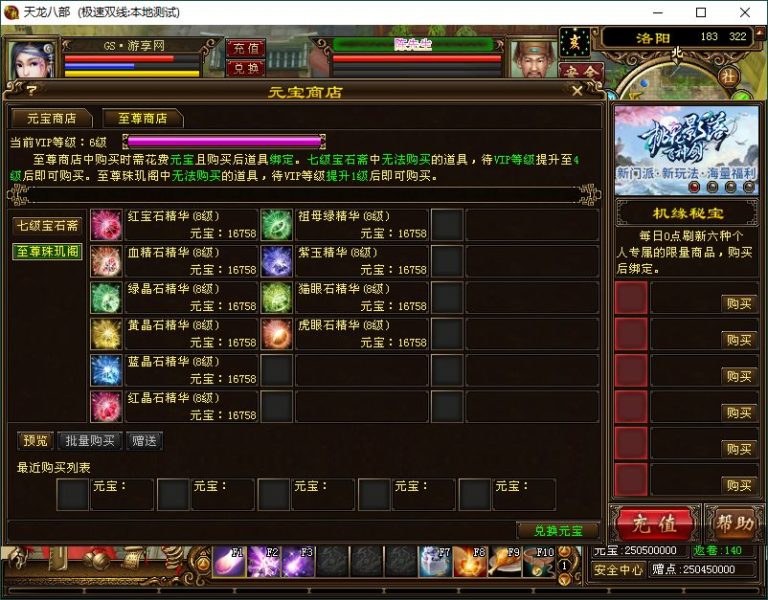 天龙八部 (极速双线:本地测试)
GS·游享网
充值
兑换
陈先生
安全
洛阳 183 322
北
元宝商店
元宝商店 至尊商店
当前VIP等级：6级
至尊商店中购买时需花费元宝且购买后道具绑定。七级宝石斋中无法购买的道具，待VIP等级提升至4
级后即可购买。至尊珠玑阁中无法购买的道具，待VIP等级提升1级后即可购买。
七级宝石斋
至尊珠玑阁
红宝石精华(8级)
元宝：16758
祖母绿精华(8级)
元宝：16758
血精石精华(8级)
元宝：16758
紫玉精华(8级)
元宝：16758
绿晶石精华(8级)
元宝：16758
猫眼石精华(8级)
元宝：16758
黄晶石精华(8级)
元宝：16758
虎眼石精华(8级)
元宝：16758
蓝晶石精华(8级)
元宝：16758
红晶石精华(8级)
元宝：16758
预览 批量购买 赠送
最近购买列表
元宝： 元宝： 元宝： 元宝： 元宝：
兑换元宝
桃花影落
新门派·新玩法·海量福利
机缘秘宝
每日0点刷新六种个
人专属的限量商品，购买
后绑定。
购买
购买
购买
购买
购买
购买
充值 帮助
元宝:250500000 返卷:140
安全中心 赠点:250450000
F1 F2 F3 F7 F8 F9 F10
1